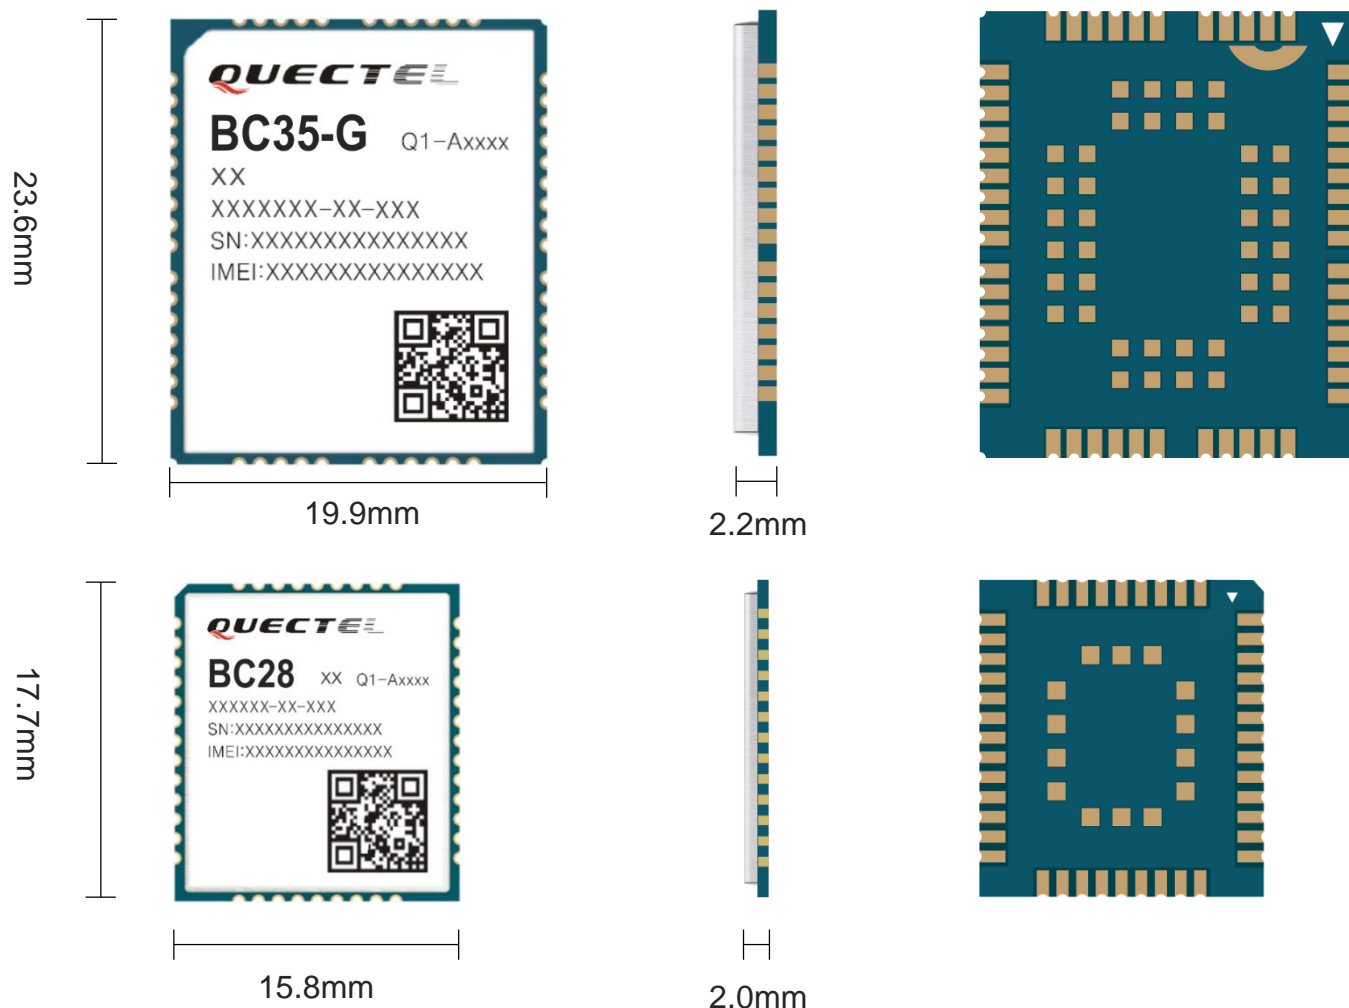 QUECTEL
BC35-G Q1-Axxxx
XX
XXXXXXX-XX-XXX
SN:XXXXXXXXXXXXXXX
IMEI:XXXXXXXXXXXXXXX
23.6mm
19.9mm
2.2mm
QUECTEL
BC28 XX Q1-Axxxx
XXXXXX-XX-XXX
SN:XXXXXXXXXXXXXXX
IMEI:XXXXXXXXXXXXXXX
17.7mm
15.8mm
2.0mm